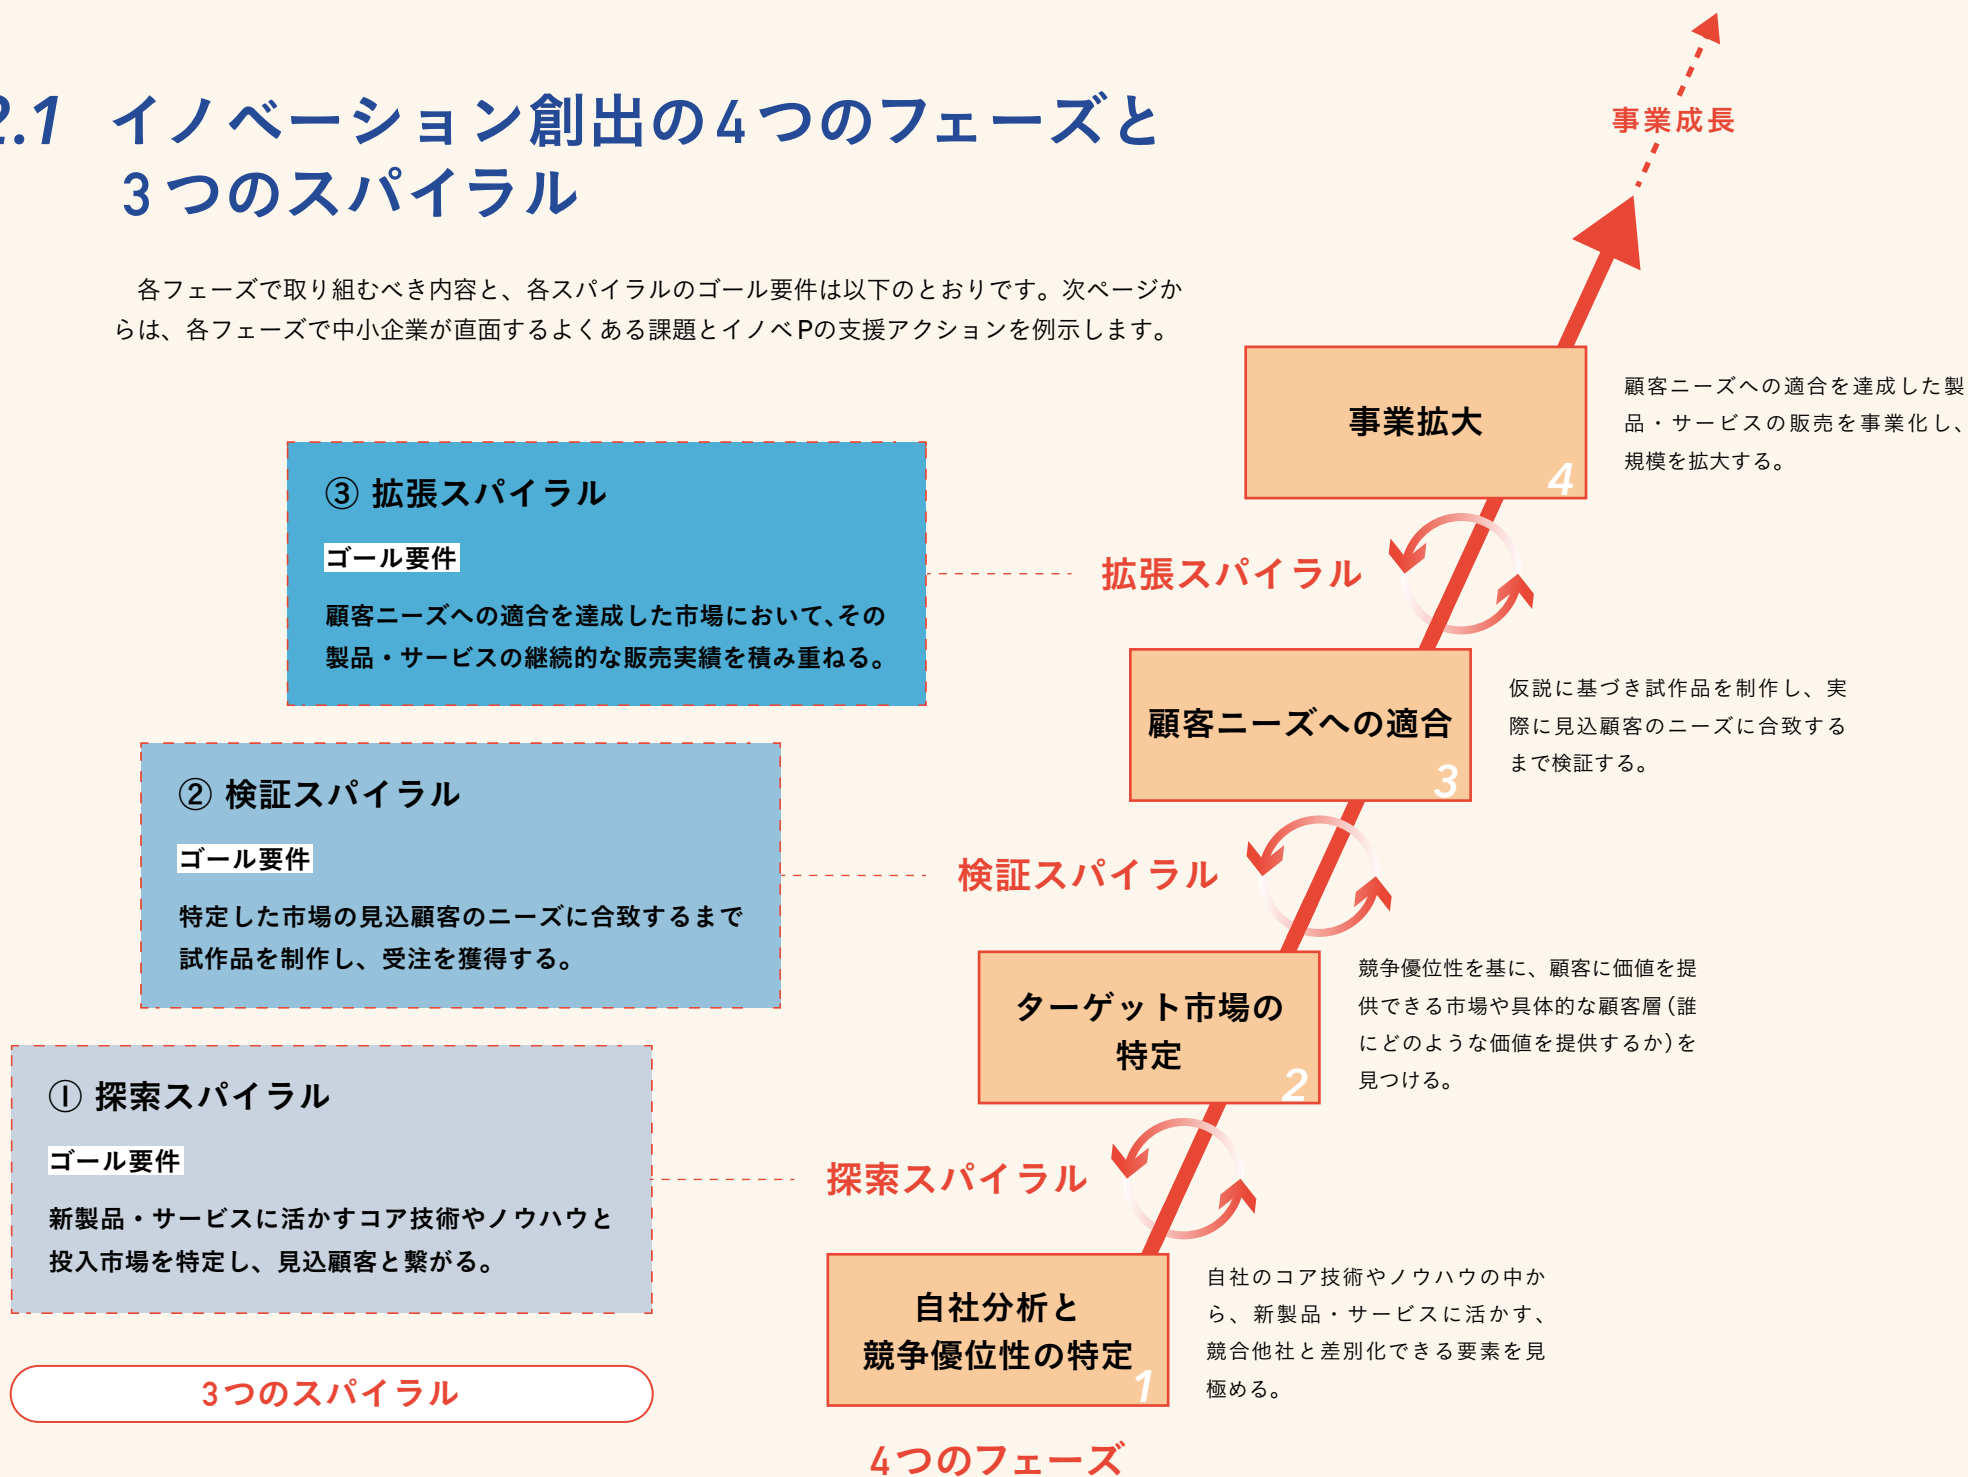 2.1 イノベーション創出の4つのフェーズと
3つのスパイラル
各フェーズで取り組むべき内容と、各スパイラルのゴール要件は以下のとおりです。次ページか
らは、各フェーズで中小企業が直面するよくある課題とイノベPの支援アクションを例示します。
事業成長
事業拡大
4
顧客ニーズへの適合を達成した製
品・サービスの販売を事業化し、
規模を拡大する。
③ 拡張スパイラル
ゴール要件
顧客ニーズへの適合を達成した市場において、その
製品・サービスの継続的な販売実績を積み重ねる。
拡張スパイラル
顧客ニーズへの適合
3
仮説に基づき試作品を制作し、実
際に見込顧客のニーズに合致する
まで検証する。
② 検証スパイラル
ゴール要件
特定した市場の見込顧客のニーズに合致するまで
試作品を制作し、受注を獲得する。
検証スパイラル
ターゲット市場の
特定
2
競争優位性を基に、顧客に価値を提
供できる市場や具体的な顧客層(誰
にどのような価値を提供するか)を
見つける。
① 探索スパイラル
ゴール要件
新製品・サービスに活かすコア技術やノウハウと
投入市場を特定し、見込顧客と繋がる。
探索スパイラル
自社分析と
競争優位性の特定
1
自社のコア技術やノウハウの中か
ら、新製品・サービスに活かす、
競合他社と差別化できる要素を見
極める。
3つのスパイラル
4つのフェーズ